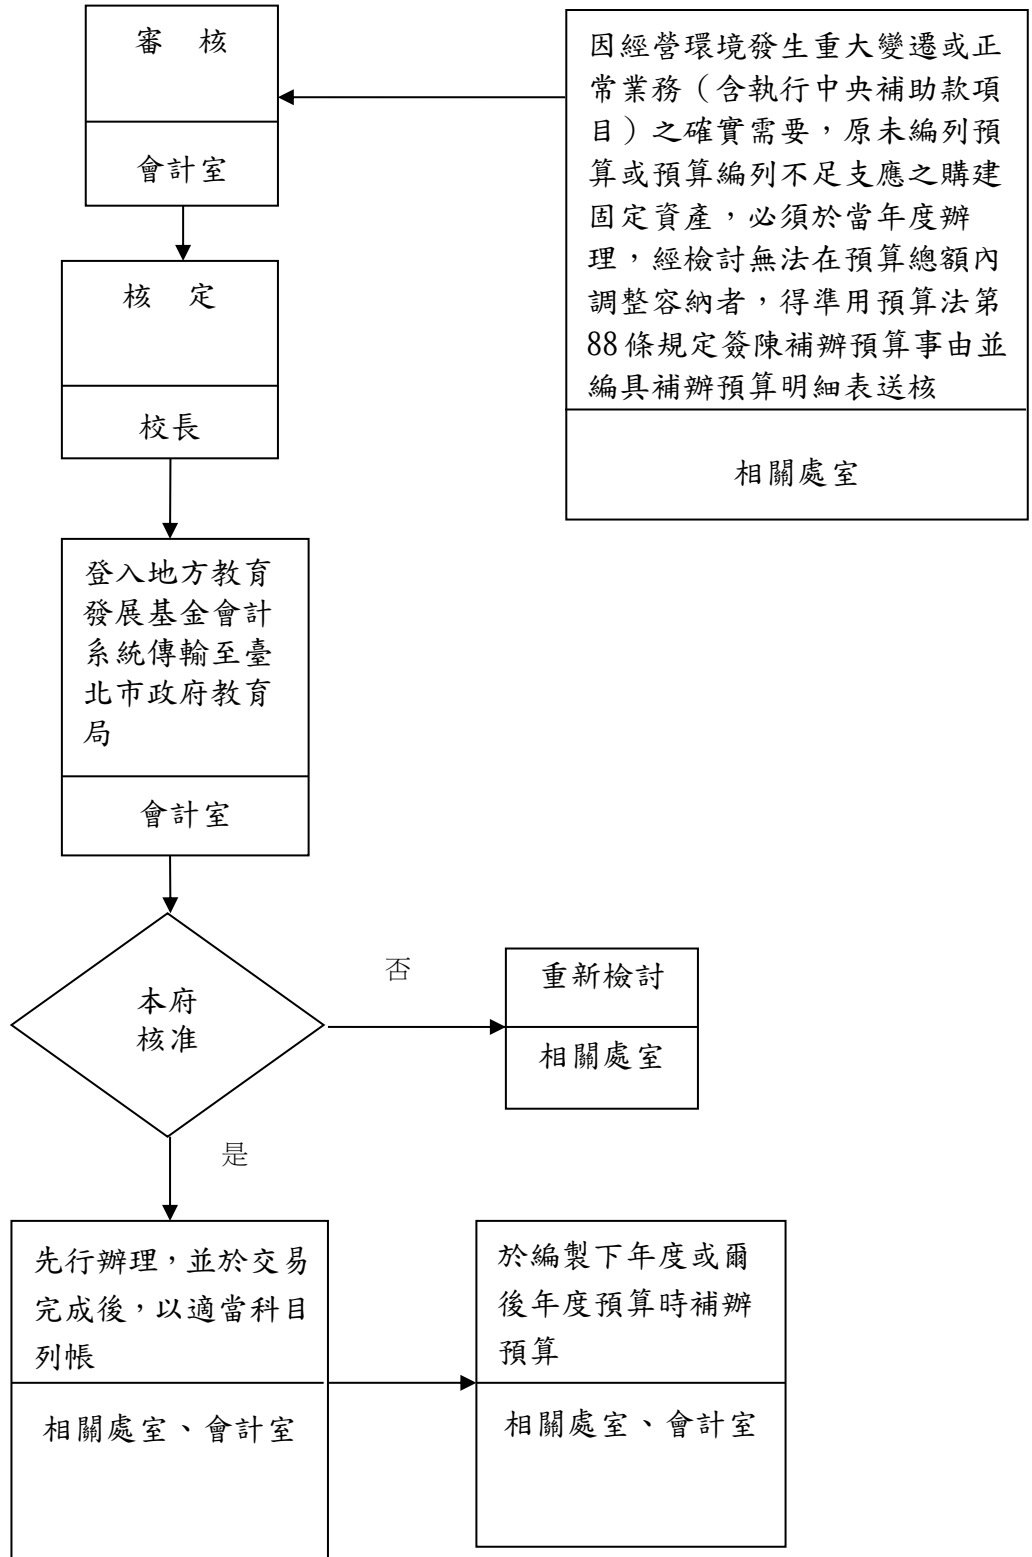 審　核
會計室
因經營環境發生重大變遷或正
常業務（含執行中央補助款項
目）之確實需要，原未編列預
算或預算編列不足支應之購建
固定資產，必須於當年度辦
理，經檢討無法在預算總額內
調整容納者，得準用預算法第
88條規定簽陳補辦預算事由並
編具補辦預算明細表送核
相關處室
核　定
校長
登入地方教育
發展基金會計
系統傳輸至臺
北市政府教育
局
會計室
本府
核准
否
重新檢討
相關處室
是
先行辦理，並於交易
完成後，以適當科目
列帳
相關處室、會計室
於編製下年度或爾
後年度預算時補辦
預算
相關處室、會計室